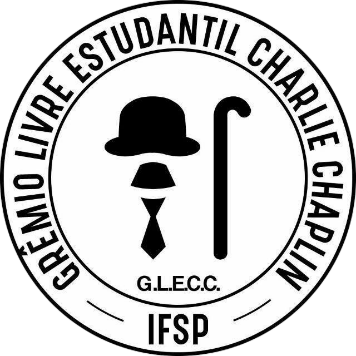 GRÊMIO LIVRE ESTUDANTIL CHARLIE CHAPLIN
G.L.E.C.C.
IFSP